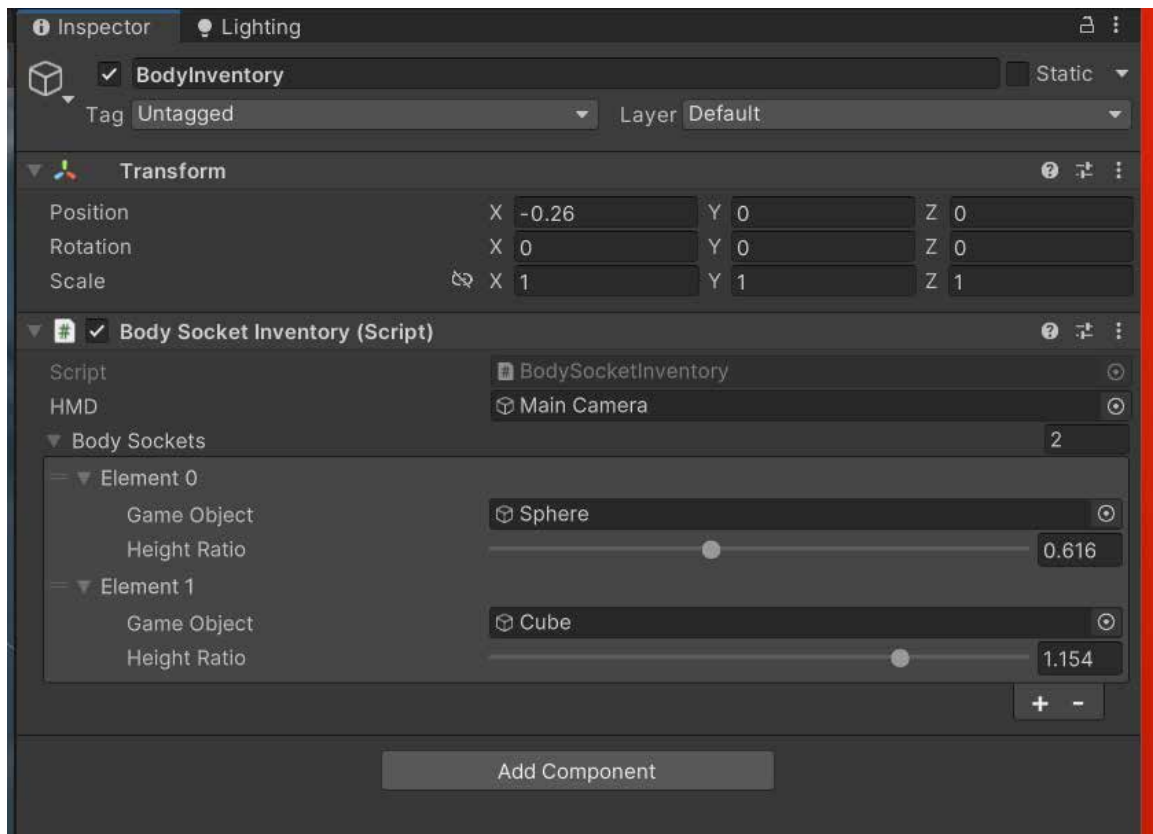 Inspector Lighting
BodyInventory Static
Tag Untagged Layer Default
Transform
Position X -0.26 Y 0 Z 0
Rotation X 0 Y 0 Z 0
Scale X 1 Y 1 Z 1
# Body Socket Inventory (Script)
Script # BodySocketInventory
HMD Main Camera
Body Sockets 2
Element 0
Game Object Sphere
Height Ratio 0.616
Element 1
Game Object Cube
Height Ratio 1.154
+ -
Add Component